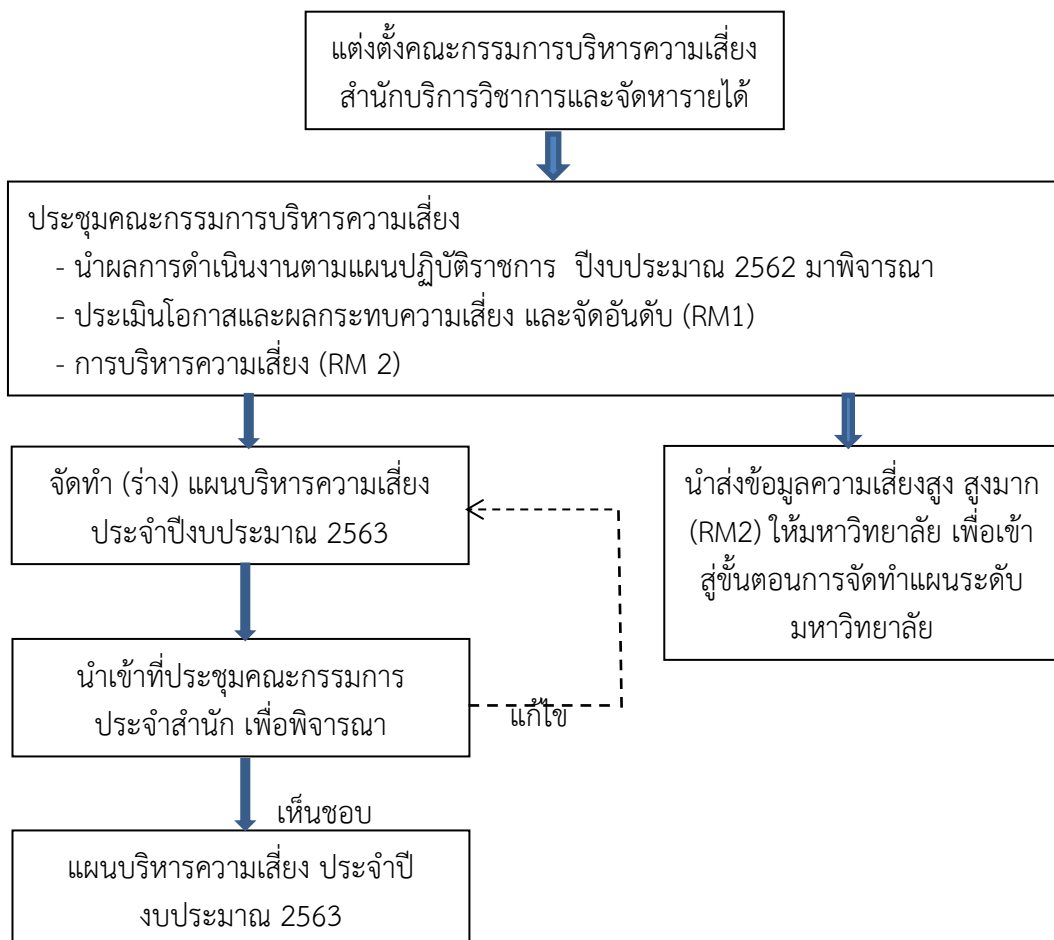 แต่งตั้งคณะกรรมการบริหารความเสี่ยง
สำนักบริการวิชาการและจัดหารายได้
ประชุมคณะกรรมการบริหารความเสี่ยง
- นำผลการดำเนินงานตามแผนปฏิบัติราชการ ปีงบประมาณ 2562 มาพิจารณา
- ประเมินโอกาสและผลกระทบความเสี่ยง และจัดอันดับ (RM1)
- การบริหารความเสี่ยง (RM 2)
จัดทำ (ร่าง) แผนบริหารความเสี่ยง
ประจำปีงบประมาณ 2563
นำส่งข้อมูลความเสี่ยงสูง สูงมาก
(RM2) ให้มหาวิทยาลัย เพื่อเข้า
สู่ขั้นตอนการจัดทำแผนระดับ
มหาวิทยาลัย
นำเข้าที่ประชุมคณะกรรมการ
ประจำสำนัก เพื่อพิจารณา
แก้ไข
เห็นชอบ
แผนบริหารความเสี่ยง ประจำปี
งบประมาณ 2563